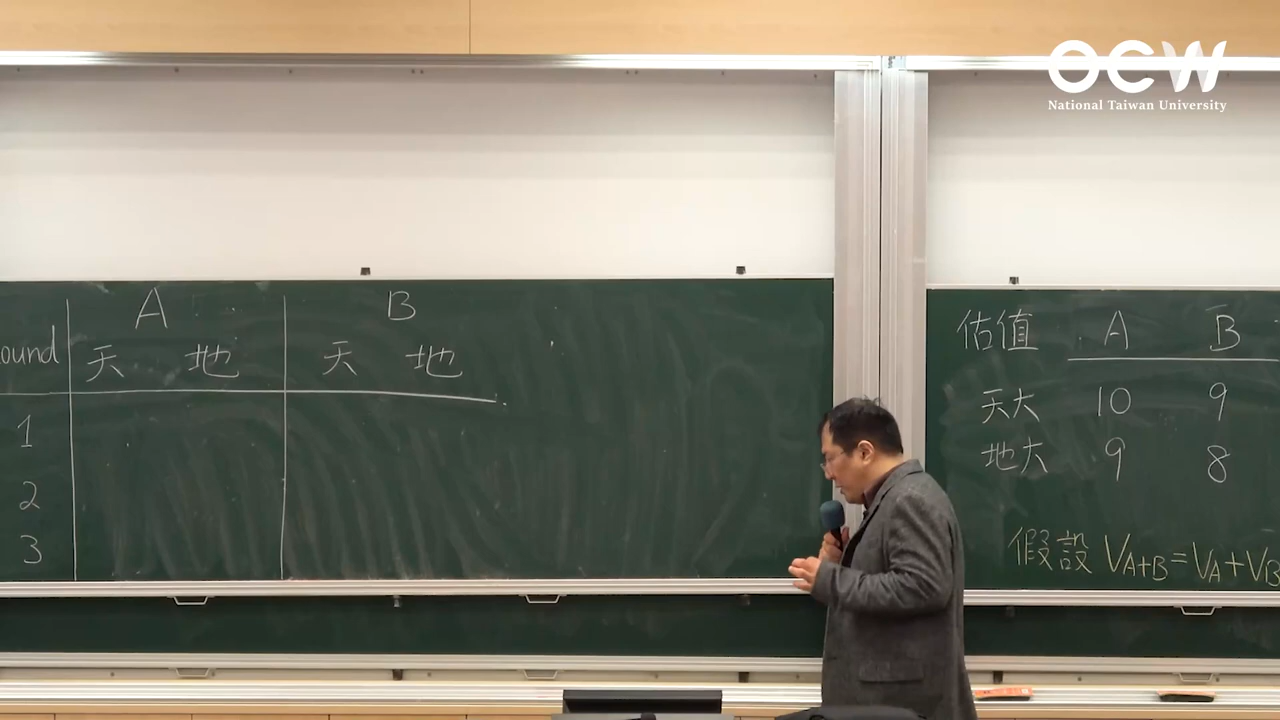 OCW
National Taiwan University
A B
ound 天 地 天 地
1
2
3
估值 A B
天大 10 9
地大 9 8
假設 VA+B=VA+VB